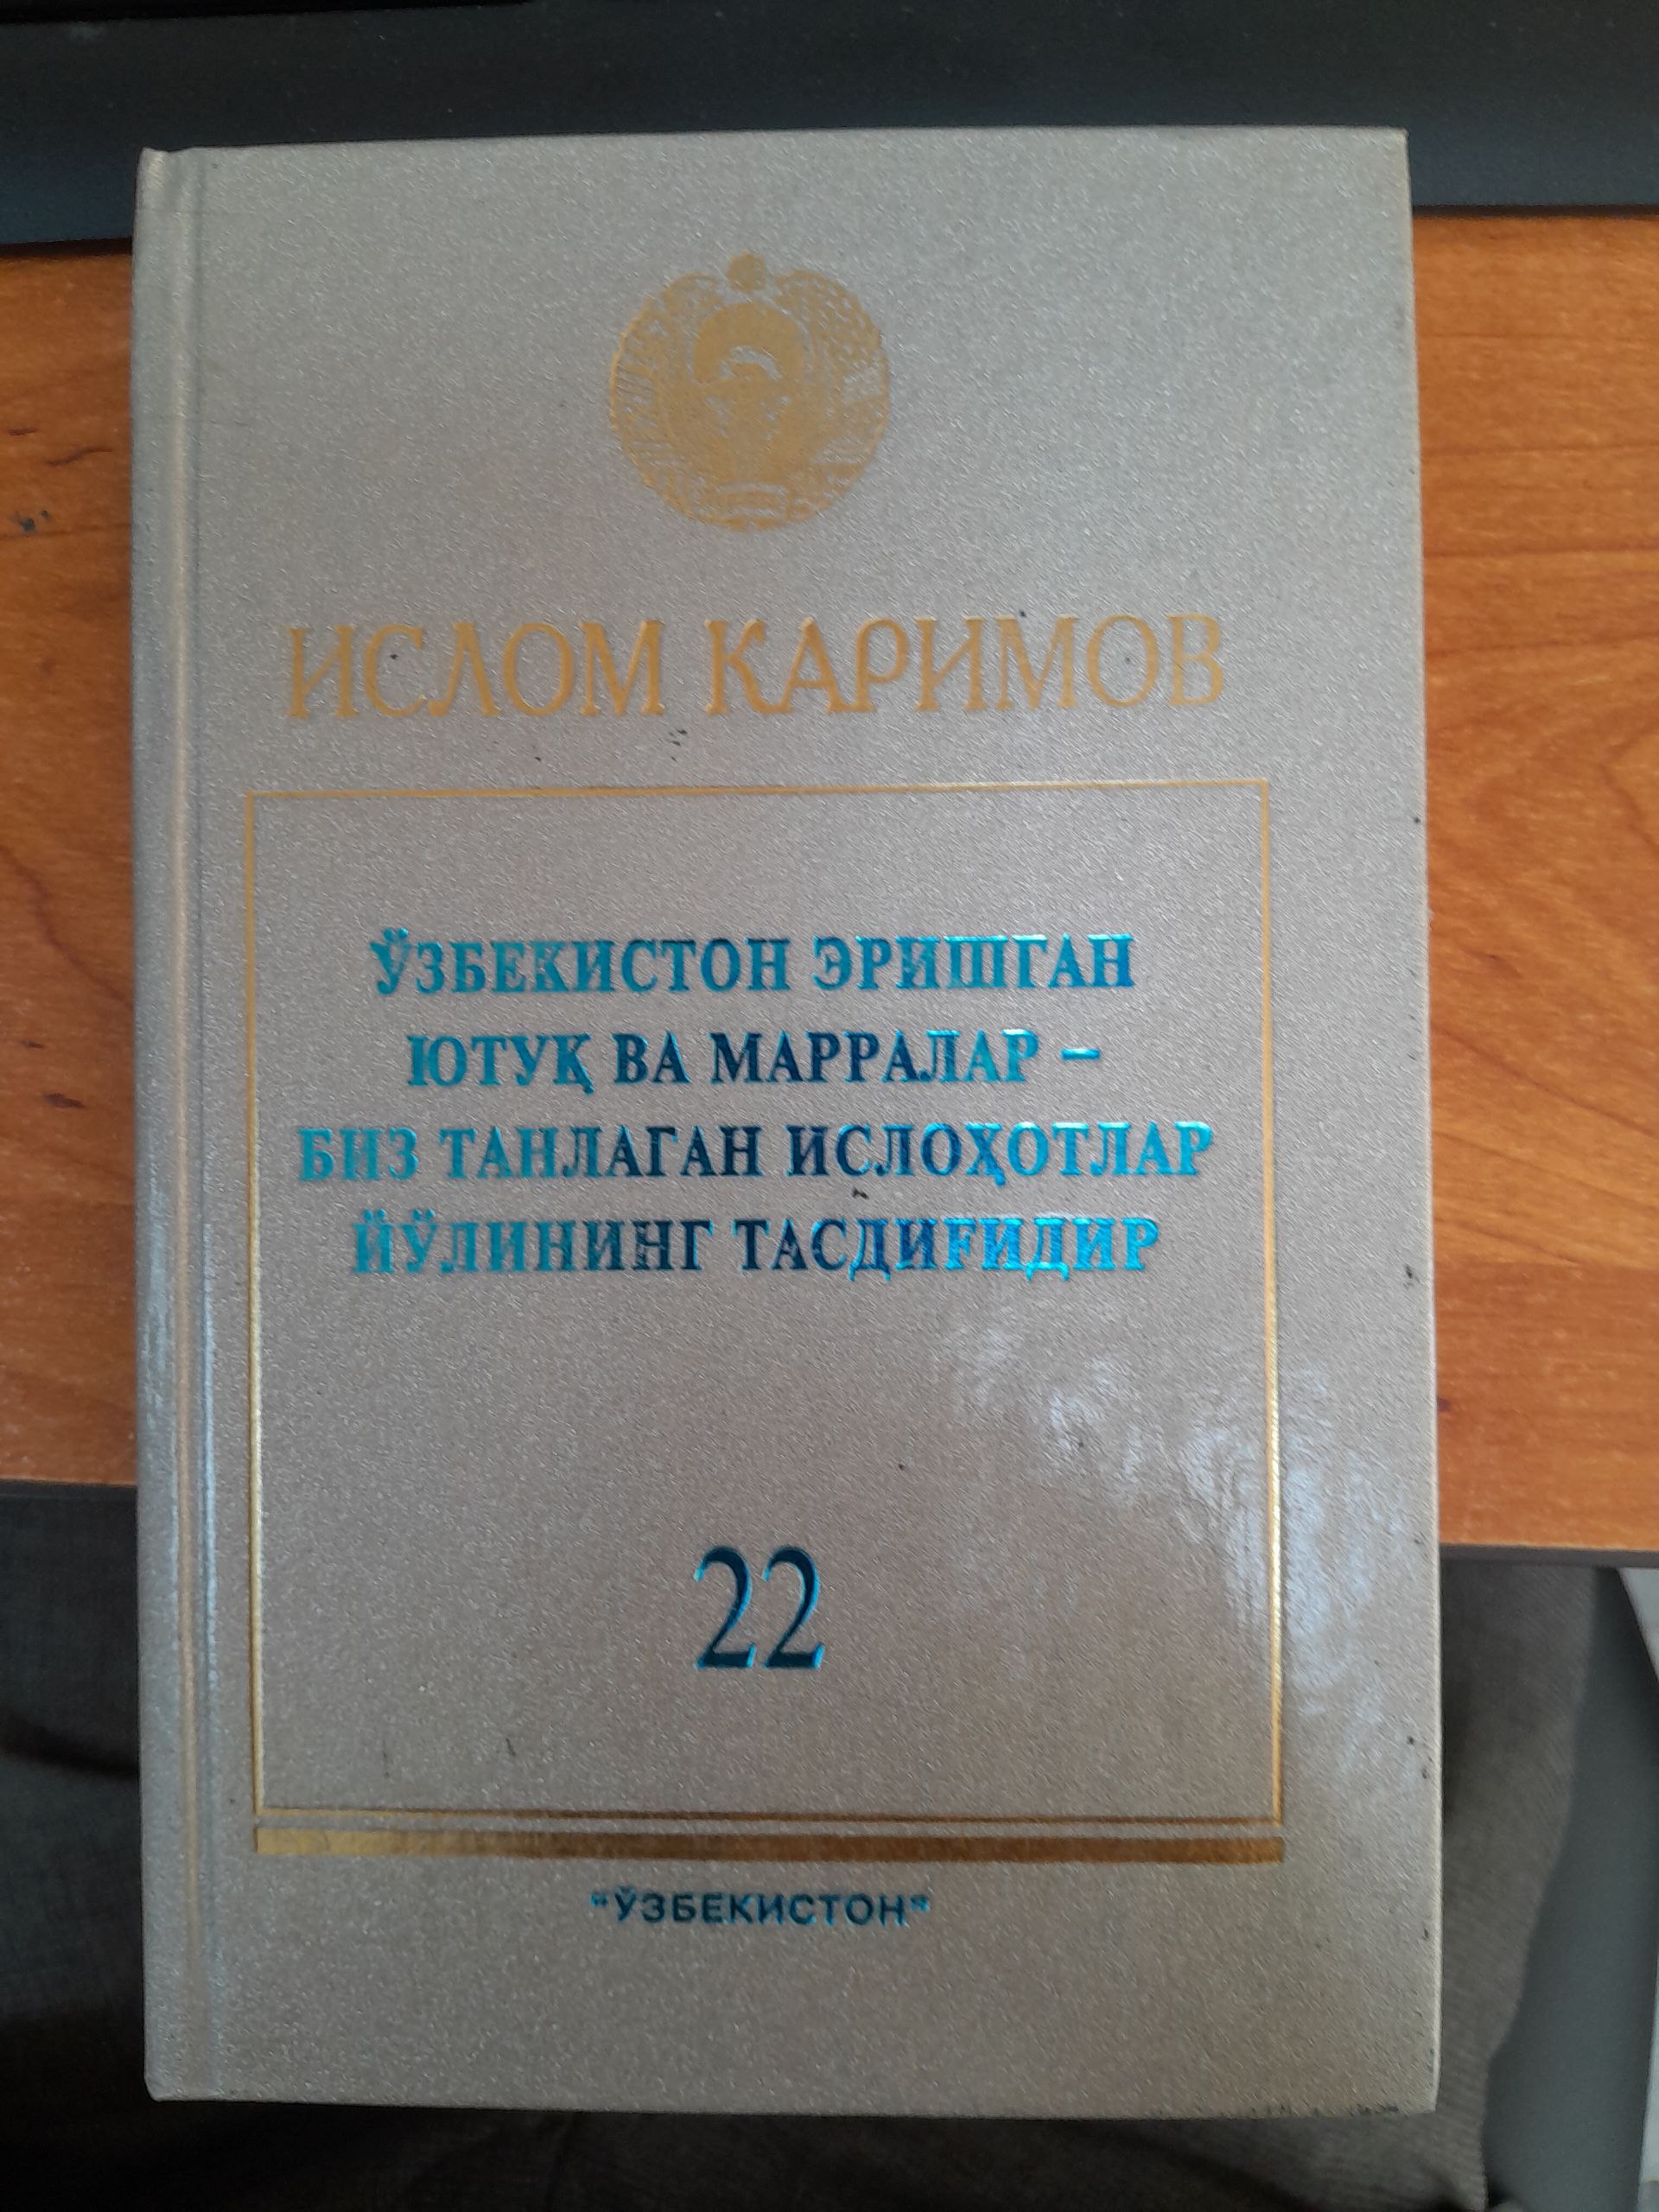 ИСЛОМ КАРИМОВ
ЎЗБЕКИСТОН ЭРИШГАН
ЮТУҚ ВА МАРРАЛАР –
БИЗ ТАНЛАГАН ИСЛОҲОТЛАР
ЙЎЛИНИНГ ТАСДИҒИДИР
22
"ЎЗБЕКИСТОН"